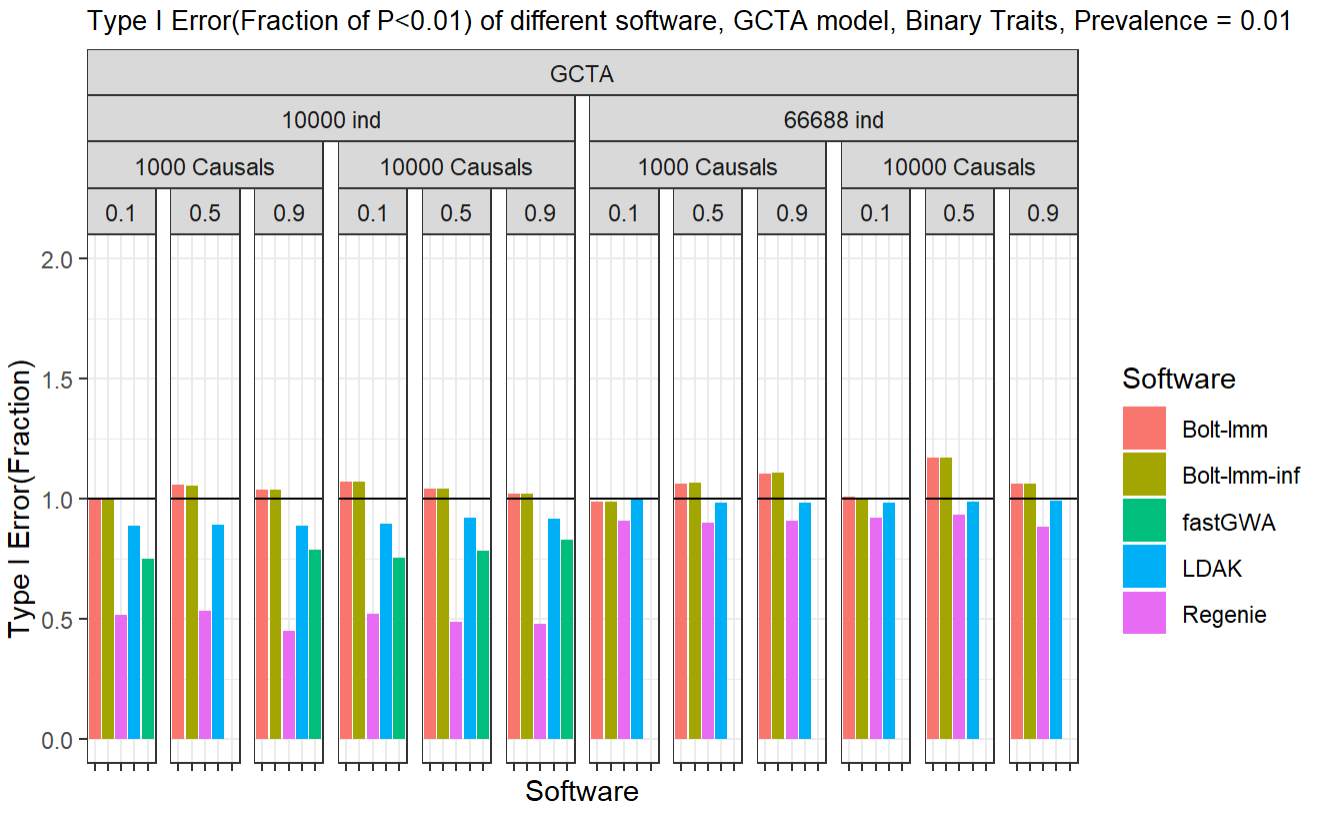 Type I Error(Fraction of P<0.01) of different software, GCTA model, Binary Traits, Prevalence = 0.01
GCTA
10000 ind 66688 ind
1000 Causals 10000 Causals 1000 Causals 10000 Causals
0.1 0.5 0.9 0.1 0.5 0.9 0.1 0.5 0.9 0.1 0.5 0.9
2.0
1.5
1.0
0.5
0.0
Type I Error(Fraction)
Software
Software
Bolt-lmm
Bolt-lmm-inf
fastGWA
LDAK
Regenie